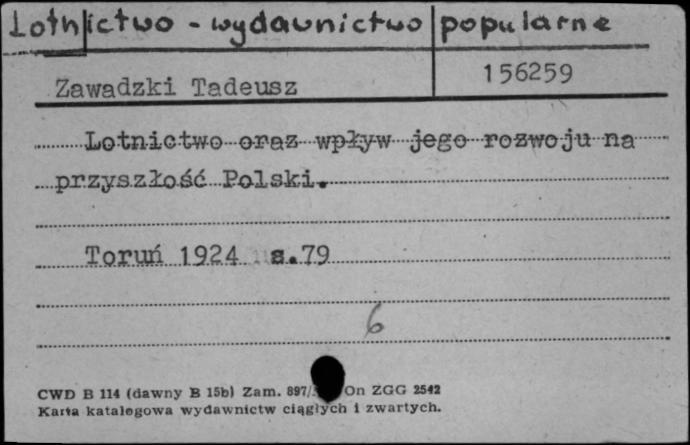 Lotnictwo - wydawnictwo popularne
Zawadzki Tadeusz 156259
Lotnictwo oraz wpływ jego rozwoju na
przyszłość Polski.
Toruń 1924 s.79
6
CWD B 114 (dawny B 15b) Zam. 897/ On ZGG 2542
Karta katalogowa wydawnictw ciągłych i zwartych.